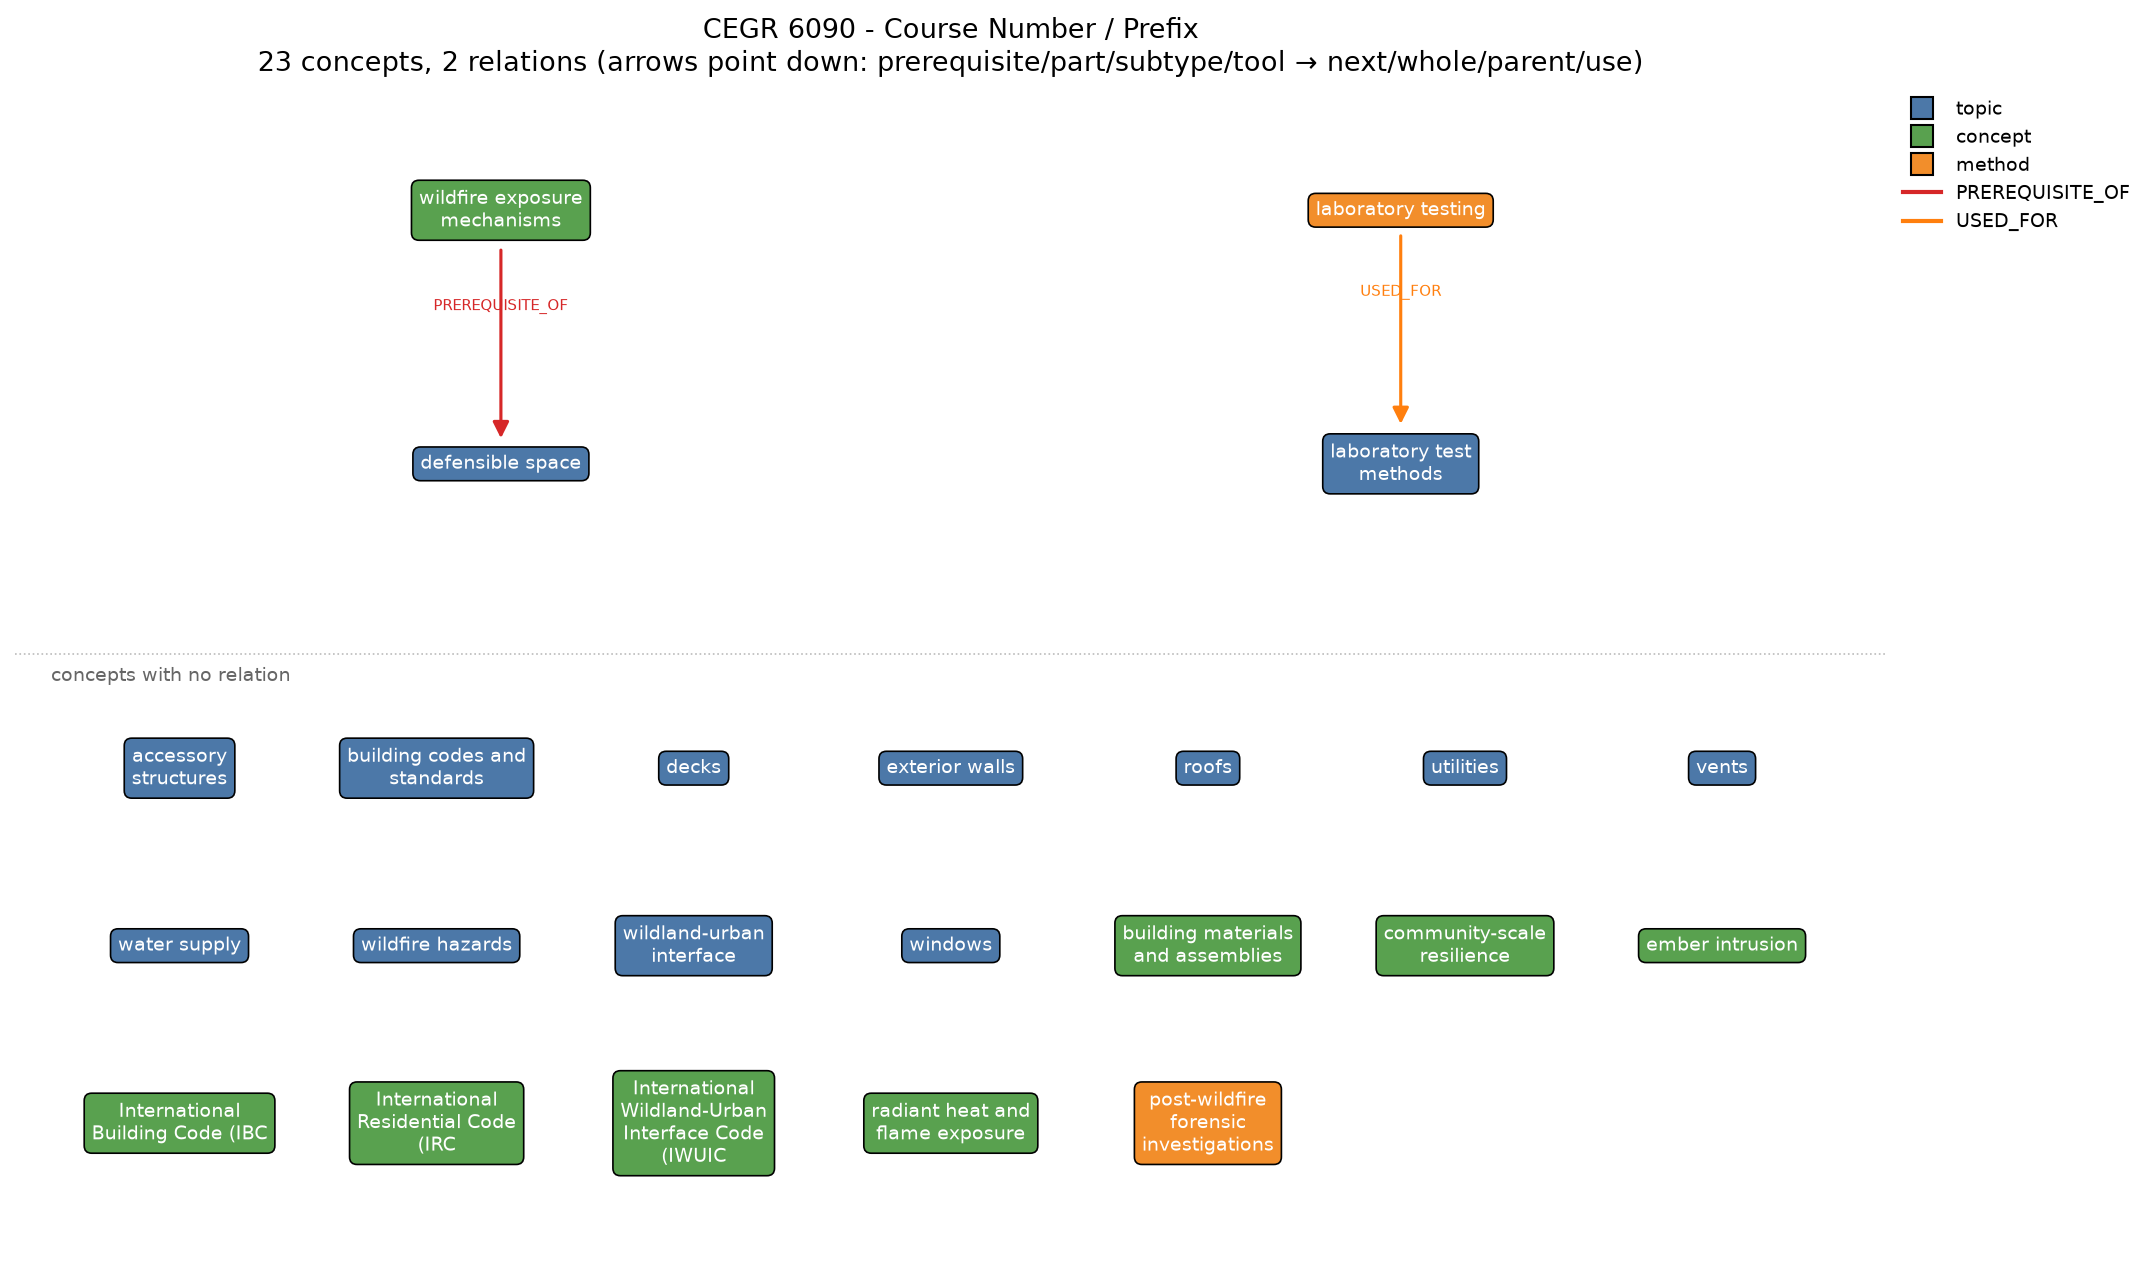 CEGR 6090 - Course Number / Prefix
23 concepts, 2 relations (arrows point down: prerequisite/part/subtype/tool → next/whole/parent/use)
topic
concept
method
PREREQUISITE_OF
USED_FOR
wildfire exposure
mechanisms
laboratory testing
PREREQUISITE_OF
USED_FOR
defensible space
laboratory test
methods
concepts with no relation
accessory
structures
building codes and
standards
decks
exterior walls
roofs
utilities
vents
water supply
wildfire hazards
wildland-urban
interface
windows
building materials
and assemblies
community-scale
resilience
ember intrusion
International
Building Code (IBC
International
Residential Code
(IRC
International
Wildland-Urban
Interface Code
(IWUIC
radiant heat and
flame exposure
post-wildfire
forensic
investigations